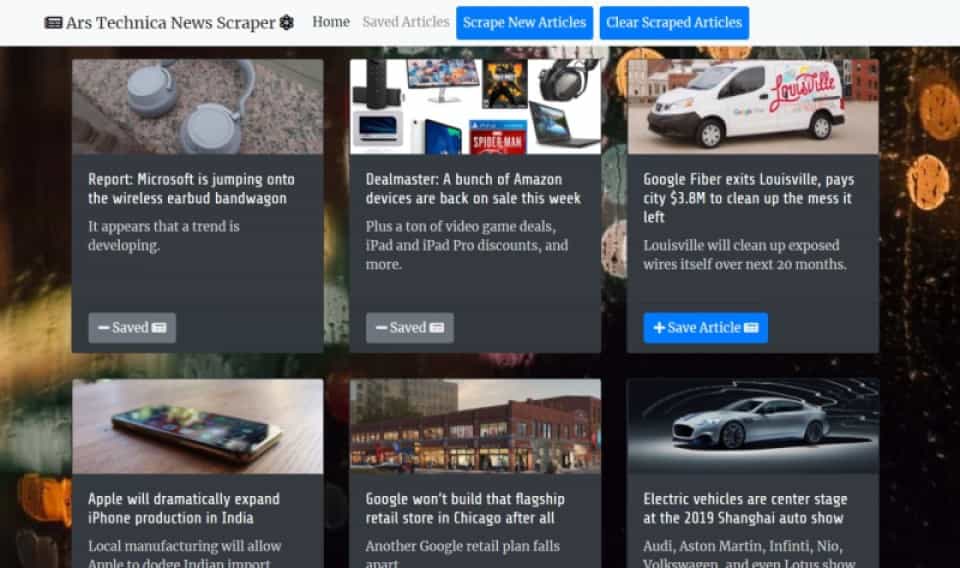 Ars Technica News Scraper Home Saved Articles Scrape New Articles Clear Scraped Articles
Louisville
Google Fiber
SPIDER-MAN
Report: Microsoft is jumping onto
the wireless earbud bandwagon
It appears that a trend is
developing.
Saved
Dealmaster: A bunch of Amazon
devices are back on sale this week
Plus a ton of video game deals,
iPad and iPad Pro discounts, and
more.
Saved
Google Fiber exits Louisville, pays
city $3.8M to clean up the mess it
left
Louisville will clean up exposed
wires itself over next 20 months.
Save Article
Apple will dramatically expand
iPhone production in India
Local manufacturing will allow
Apple to dodge Indian import
Google won't build that flagship
retail store in Chicago after all
Another Google retail plan falls
apart
Electric vehicles are center stage
at the 2019 Shanghai auto show
Audi, Aston Martin, Infinti, Nio,
Volkswagen, and even Lotus show